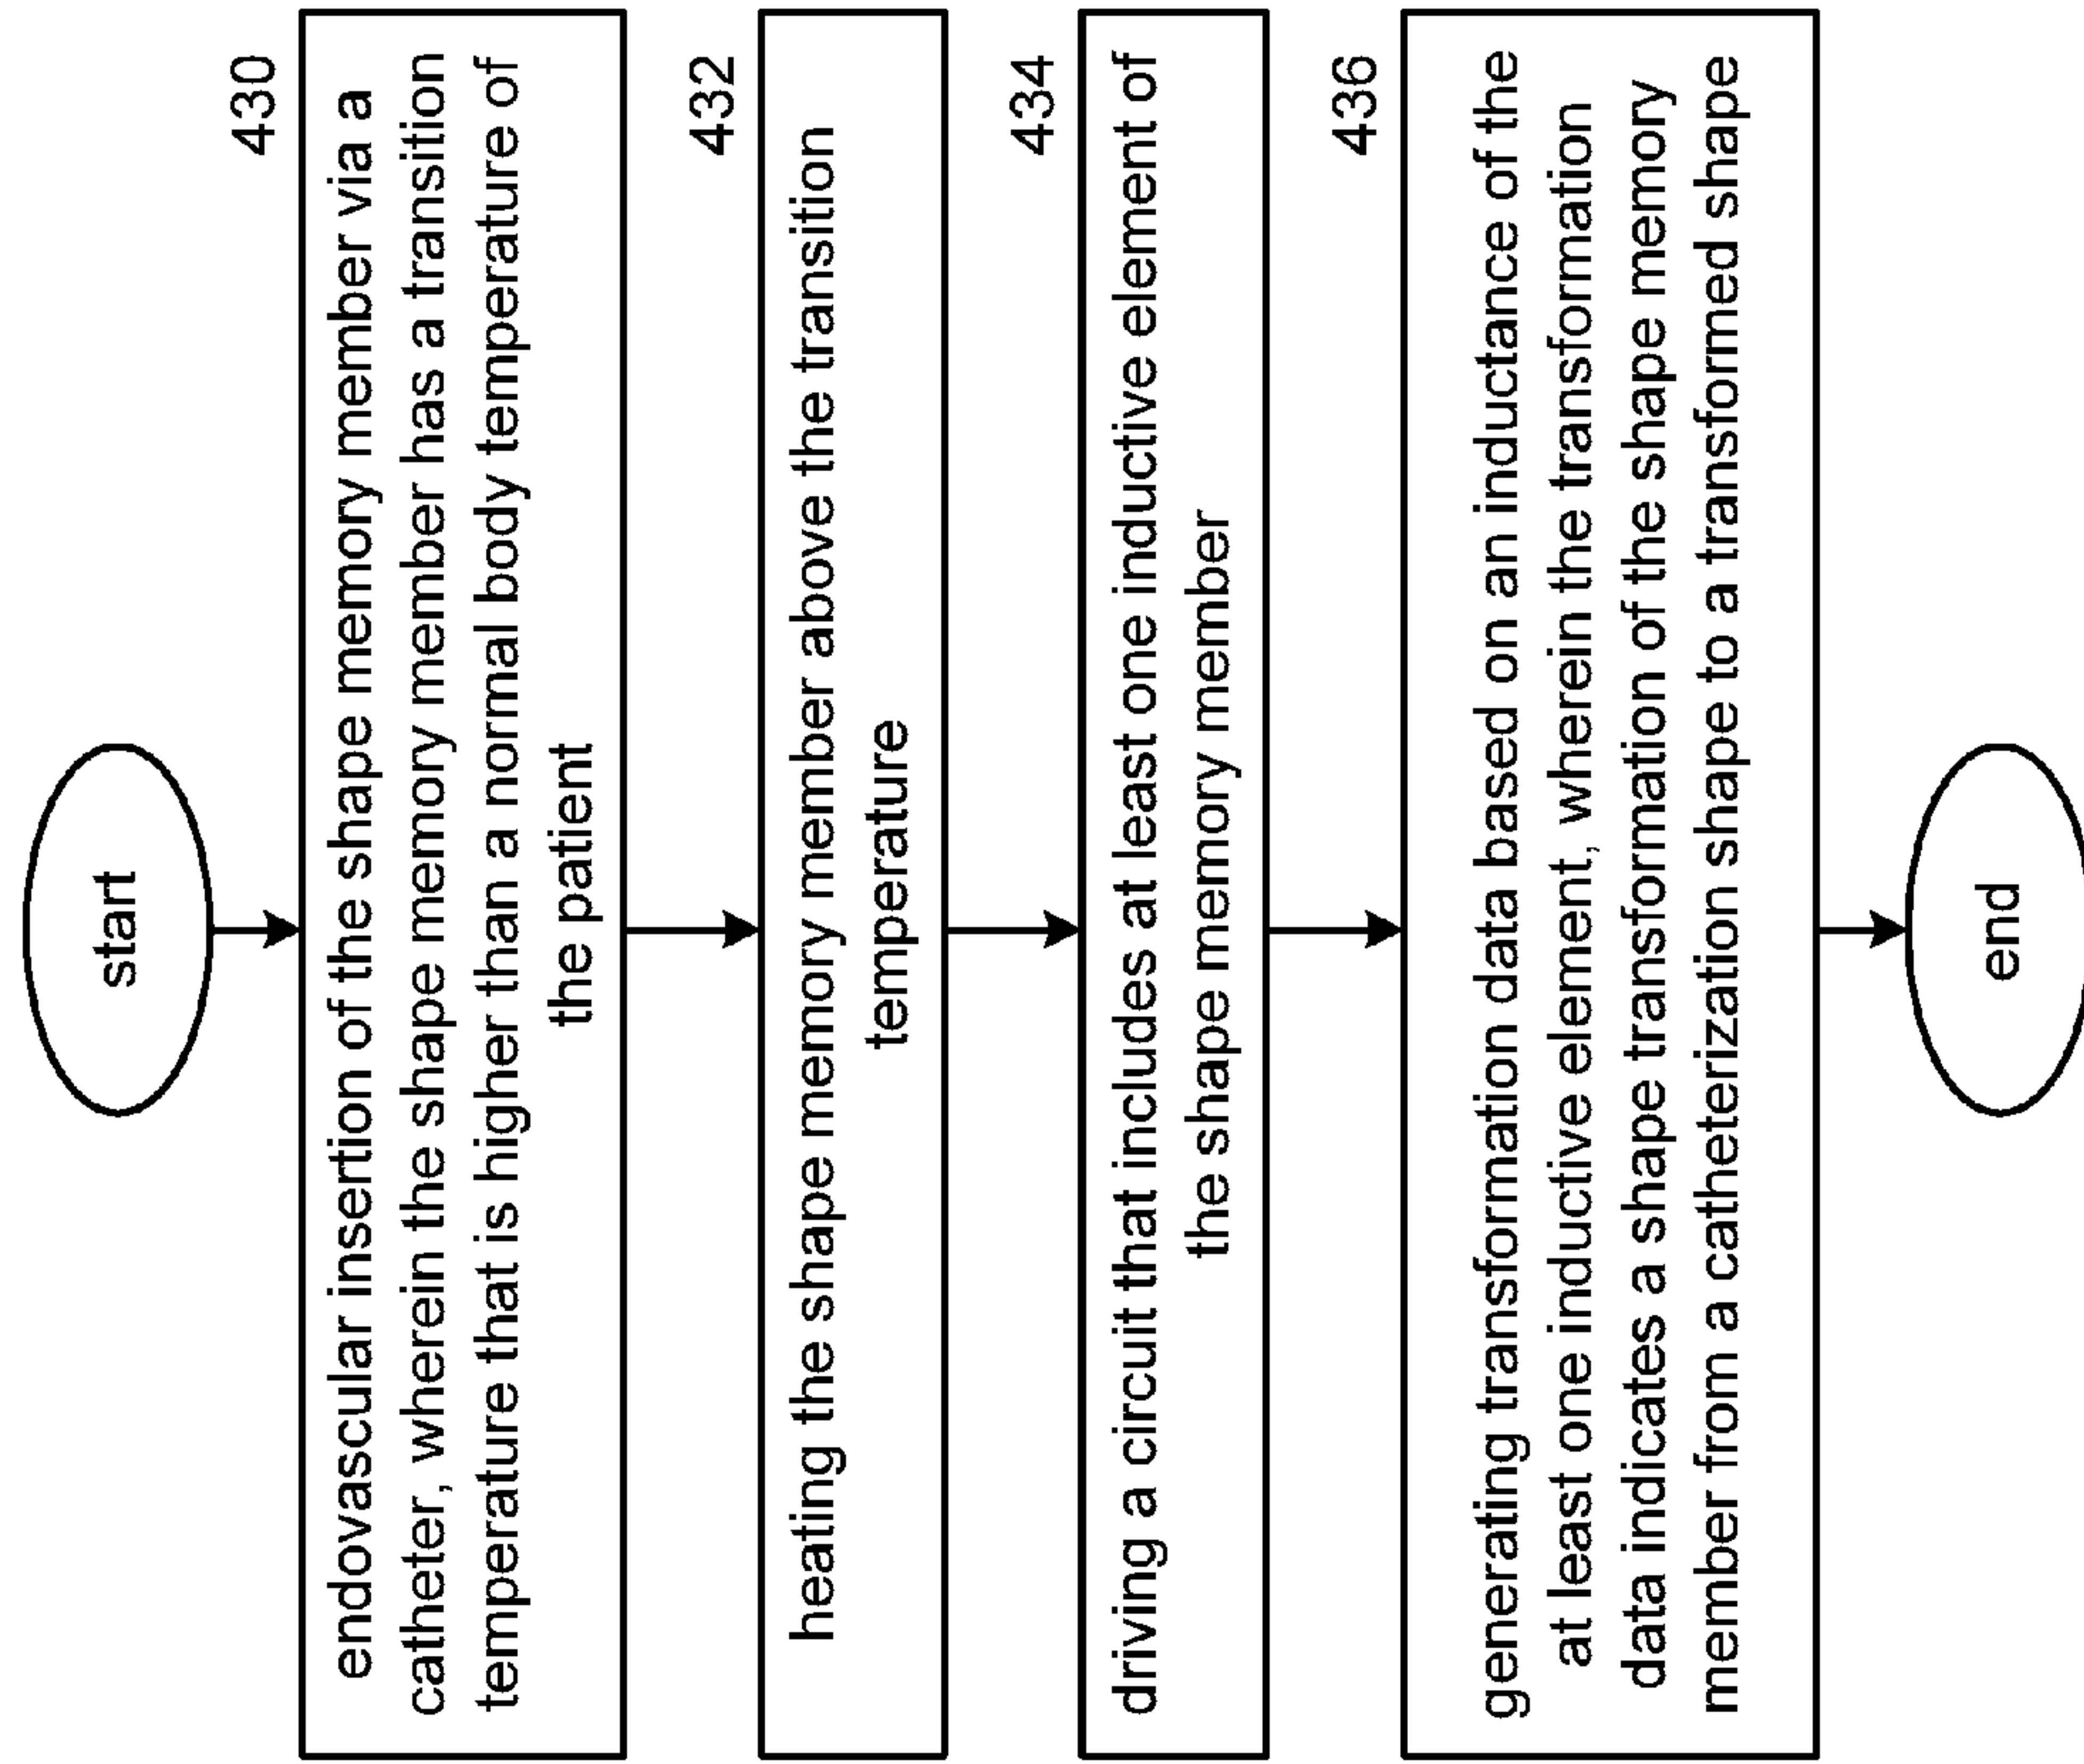 start
430
endovascular insertion of the shape memory member via a
catheter, wherein the shape memory member has a transition
temperature that is higher than a normal body temperature of
the patient
432
heating the shape memory member above the transition
temperature
434
driving a circuit that includes at least one inductive element of
the shape memory member
436
generating transformation data based on an inductance of the
at least one inductive element, wherein the transformation
data indicates a shape transformation of the shape memory
member from a catheterization shape to a transformed shape
end